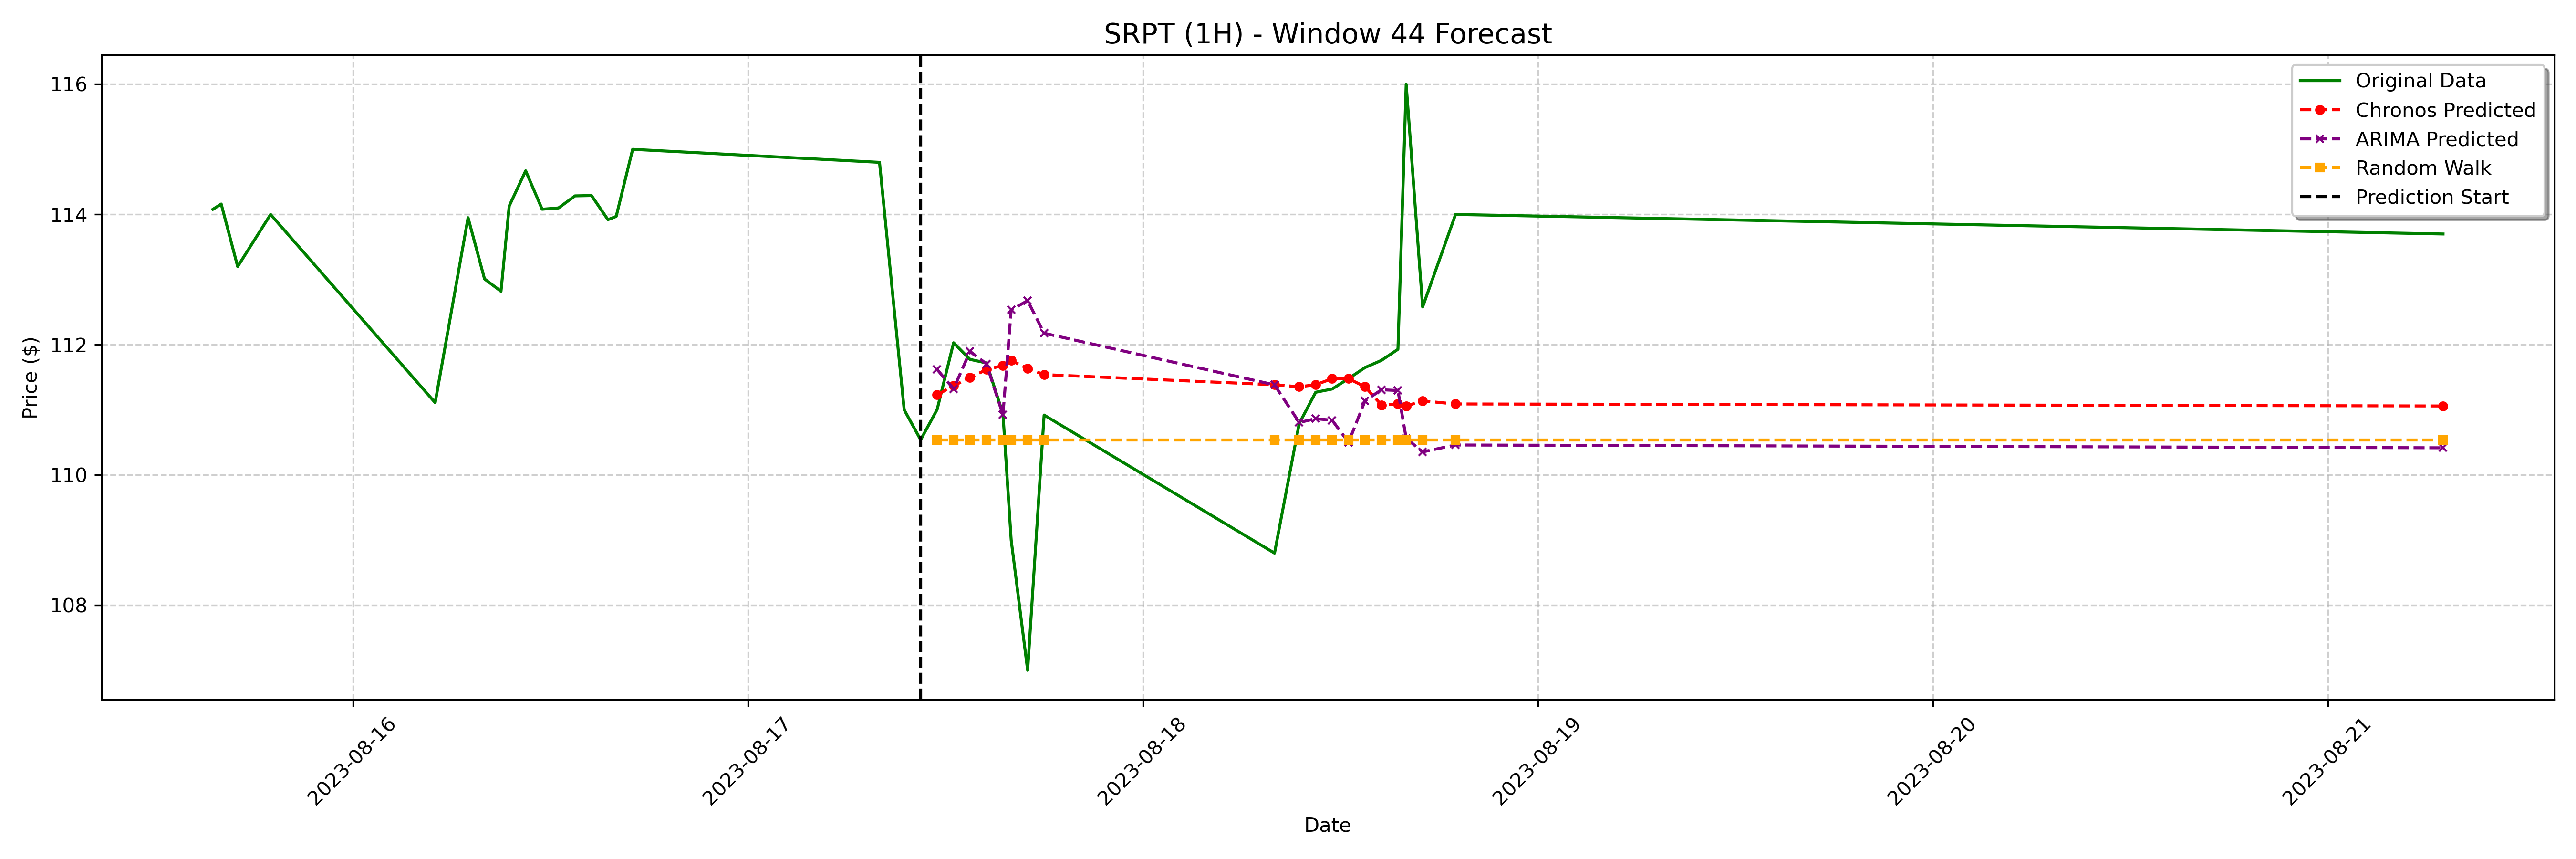 SRPT (1H) - Window 44 Forecast
Original Data
Chronos Predicted
ARIMA Predicted
Random Walk
Prediction Start
Price ($)
116
114
112
110
108
2023-08-16
2023-08-17
2023-08-18
2023-08-19
2023-08-20
2023-08-21
Date